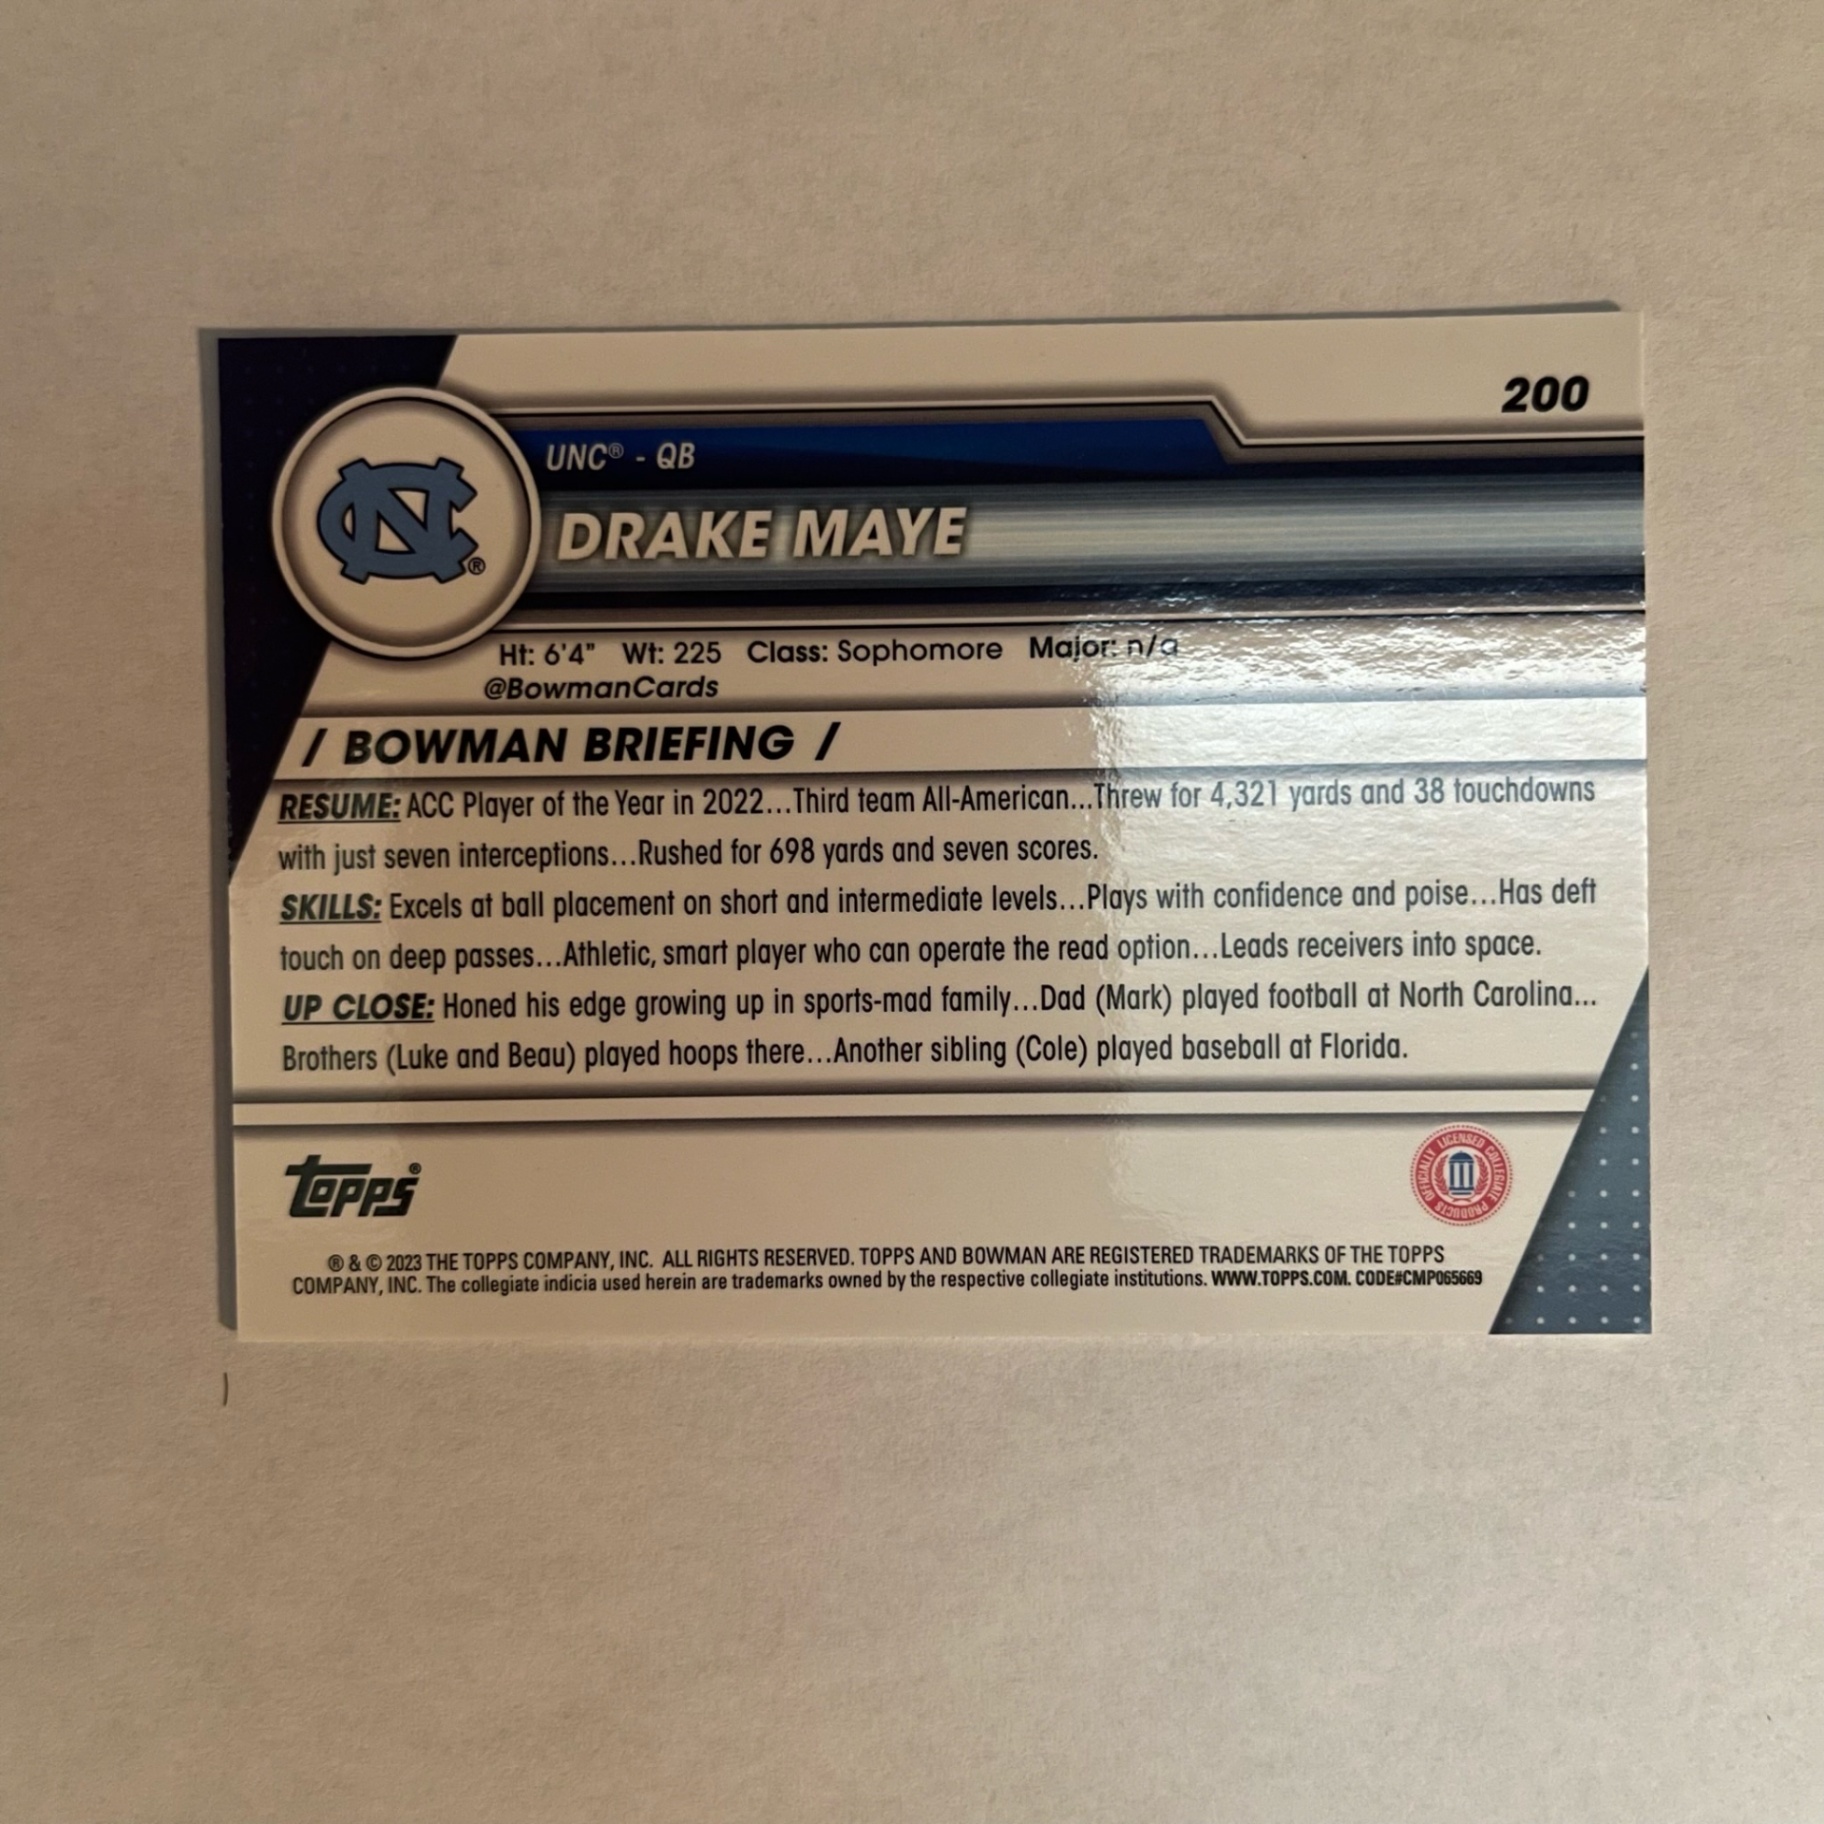 200
UNC® - QB
NC®
DRAKE MAYE
Ht: 6'4" Wt: 225 Class: Sophomore Major: n/a
@BowmanCards
/ BOWMAN BRIEFING /
RESUME: ACC Player of the Year in 2022...Third team All-American...Threw for 4,321 yards and 38 touchdowns
with just seven interceptions...Rushed for 698 yards and seven scores.
SKILLS: Excels at ball placement on short and intermediate levels...Plays with confidence and poise...Has deft
touch on deep passes...Athletic, smart player who can operate the read option...Leads receivers into space.
UP CLOSE: Honed his edge growing up in sports-mad family...Dad (Mark) played football at North Carolina...
Brothers (Luke and Beau) played hoops there...Another sibling (Cole) played baseball at Florida.
topps®
OFFICIALLY LICENSED COLLEGIATE PRODUCTS
® & © 2023 THE TOPPS COMPANY, INC. ALL RIGHTS RESERVED. TOPPS AND BOWMAN ARE REGISTERED TRADEMARKS OF THE TOPPS
COMPANY, INC. The collegiate indicia used herein are trademarks owned by the respective collegiate institutions. WWW.TOPPS.COM. CODE#CMP065669